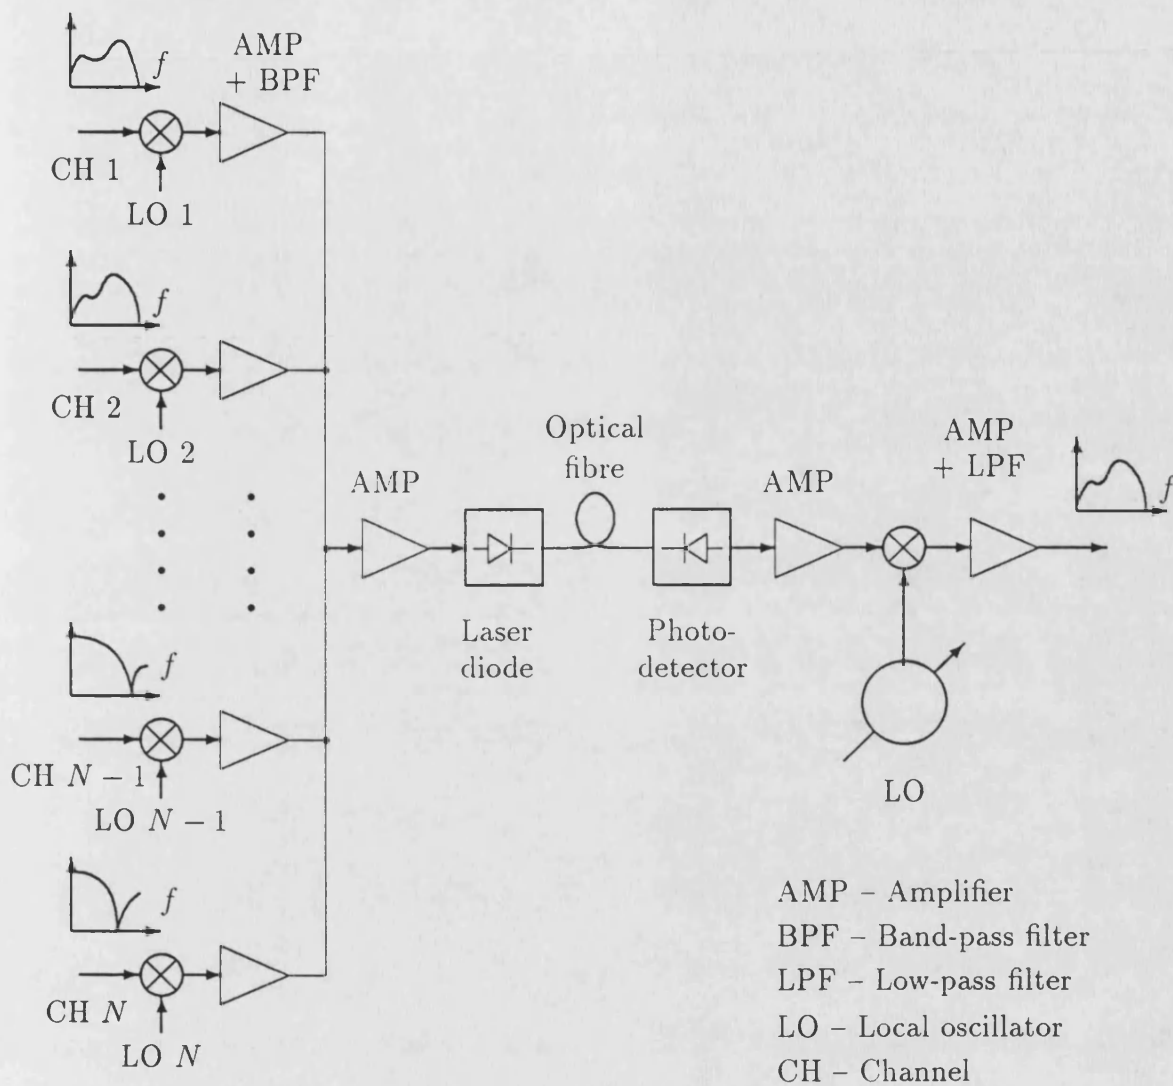 f
AMP
+ BPF
CH 1
LO 1
f
CH 2
LO 2
f
CH N – 1
LO N – 1
f
CH N
LO N
AMP
Laser
diode
Optical
fibre
Photo-
detector
AMP
LO
AMP
+ LPF
f
AMP – Amplifier
BPF – Band-pass filter
LPF – Low-pass filter
LO – Local oscillator
CH – Channel